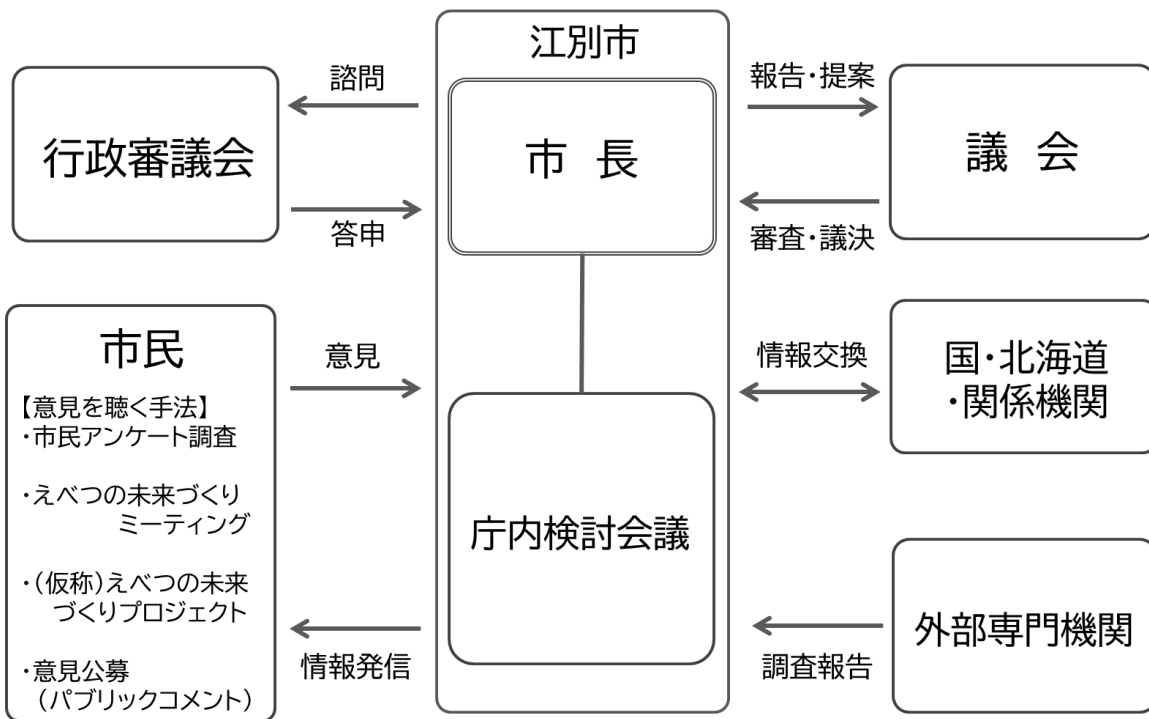 江別市
市長
諮問
行政審議会
答申
報告・提案
議会
審査・議決
市民
【意見を聴く手法】
・市民アンケート調査
・えべつの未来づくり
ミーティング
・(仮称)えべつの未来
づくりプロジェクト
・意見公募
(パブリックコメント)
意見
情報発信
庁内検討会議
情報交換
国・北海道
・関係機関
外部専門機関
調査報告